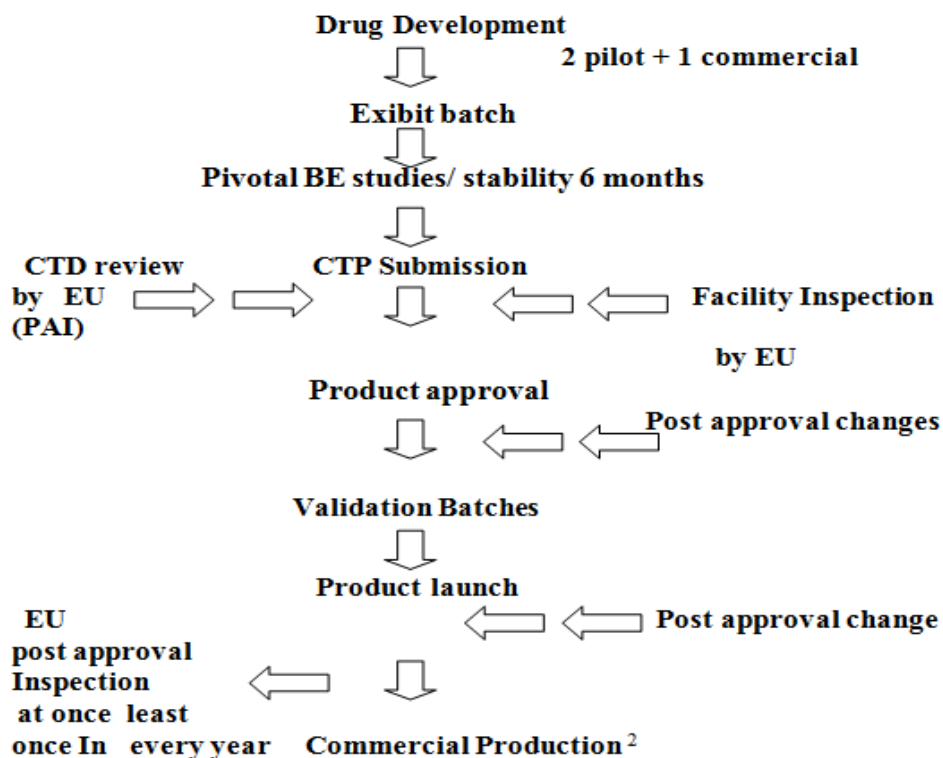 Drug Development
2 pilot + 1 commercial
Exibit batch
Pivotal BE studies/ stability 6 months
CTD review
by EU
(PAI)
CTP Submission
Facility Inspection
by EU
Product approval
Post approval changes
Validation Batches
Product launch
Post approval change
EU
post approval
Inspection
at once least
once In every year
Commercial Production ²